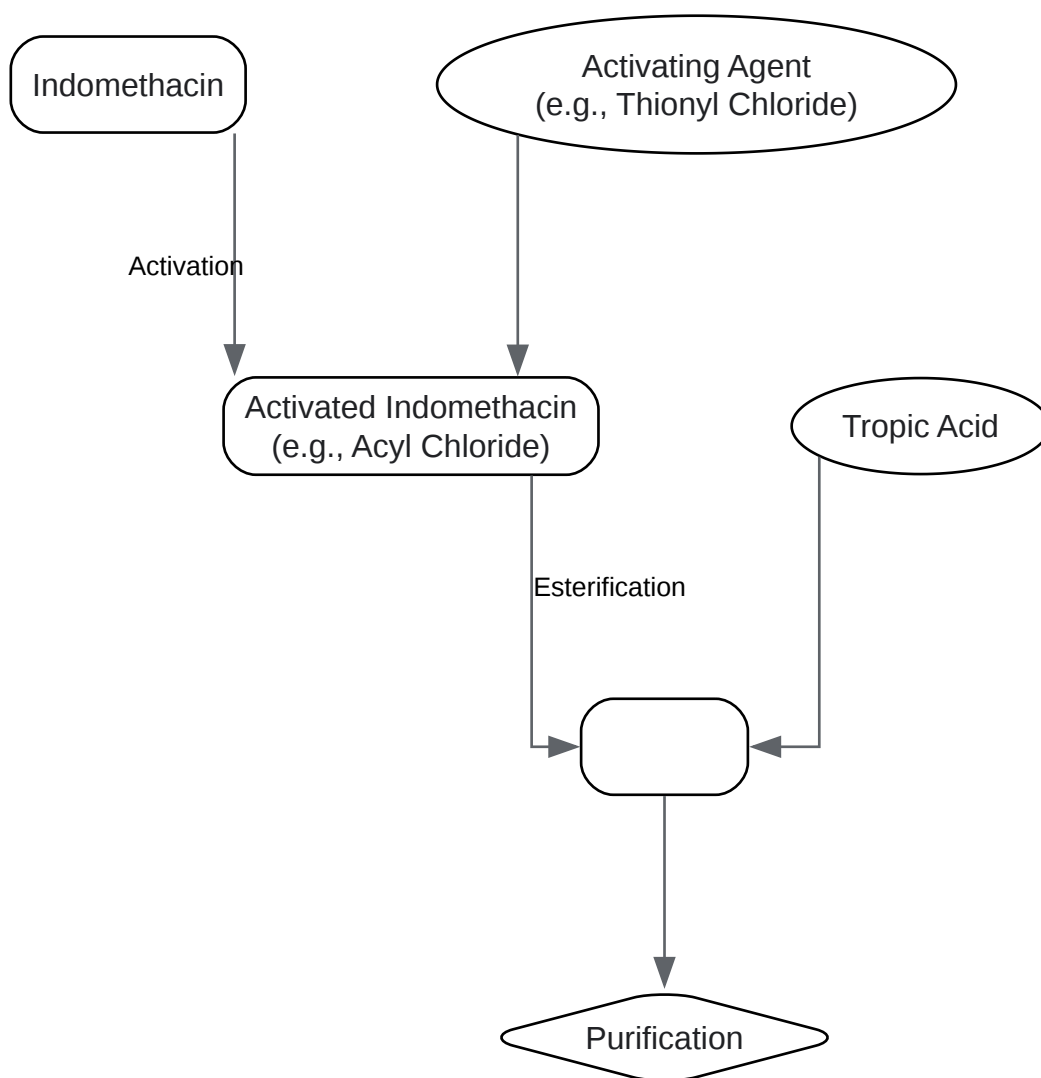 Indomethacin
Activating Agent
(e.g., Thionyl Chloride)
Activation
Activated Indomethacin
(e.g., Acyl Chloride)
Tropic Acid
Esterification
Purification